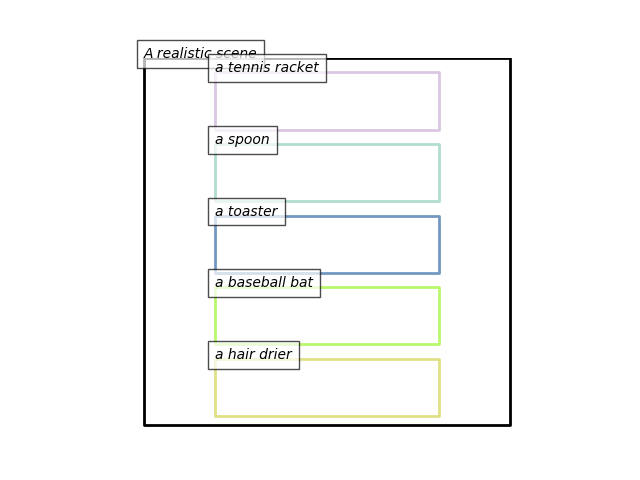 A realistic scene
a tennis racket
a spoon
a toaster
a baseball bat
a hair drier